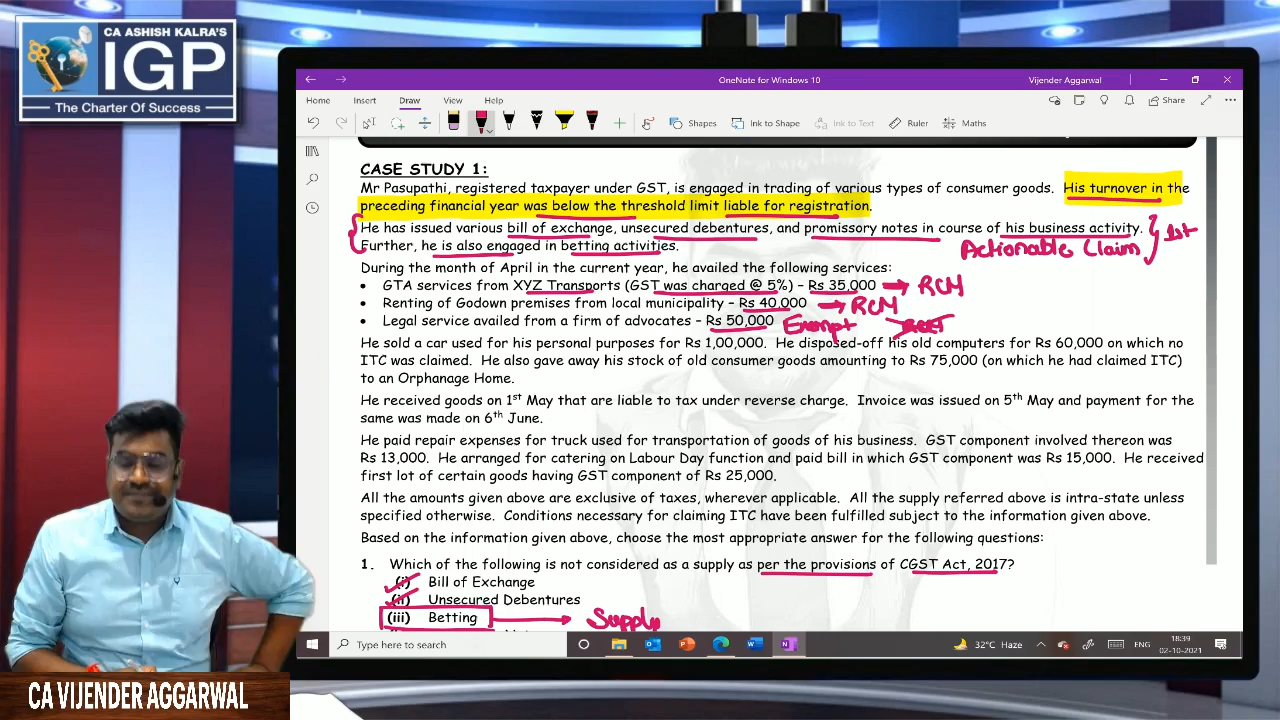 CA ASHISH KALRA'S
IGP
The Charter Of Success
OneNote for Windows 10
Vijender Aggarwal
Home Insert Draw View Help
Share
Shapes Ink to Shape Ink to Text Ruler Maths
CASE STUDY 1:
Mr Pasupathi, registered taxpayer under GST, is engaged in trading of various types of consumer goods. His turnover in the
preceding financial year was below the threshold limit liable for registration.
He has issued various bill of exchange, unsecured debentures, and promissory notes in course of his business activity. 1st
Further, he is also engaged in betting activities. Actionable Claim
During the month of April in the current year, he availed the following services:
• GTA services from XYZ Transports (GST was charged @ 5%) – Rs 35,000 → RCM
• Renting of Godown premises from local municipality – Rs 40,000 → RCM
• Legal service availed from a firm of advocates – Rs 50,000 Exempt
He sold a car used for his personal purposes for Rs 1,00,000. He disposed-off his old computers for Rs 60,000 on which no
ITC was claimed. He also gave away his stock of old consumer goods amounting to Rs 75,000 (on which he had claimed ITC)
to an Orphanage Home.
He received goods on 1st May that are liable to tax under reverse charge. Invoice was issued on 5th May and payment for the
same was made on 6th June.
He paid repair expenses for truck used for transportation of goods of his business. GST component involved thereon was
Rs 13,000. He arranged for catering on Labour Day function and paid bill in which GST component was Rs 15,000. He received
first lot of certain goods having GST component of Rs 25,000.
All the amounts given above are exclusive of taxes, wherever applicable. All the supply referred above is intra-state unless
specified otherwise. Conditions necessary for claiming ITC have been fulfilled subject to the information given above.
Based on the information given above, choose the most appropriate answer for the following questions:
1. Which of the following is not considered as a supply as per the provisions of CGST Act, 2017?
(i) Bill of Exchange
(ii) Unsecured Debentures
(iii) Betting → Supply
Type here to search
32°C Haze
ENG
18:39
02-10-2021
CA VIJENDER AGGARWAL